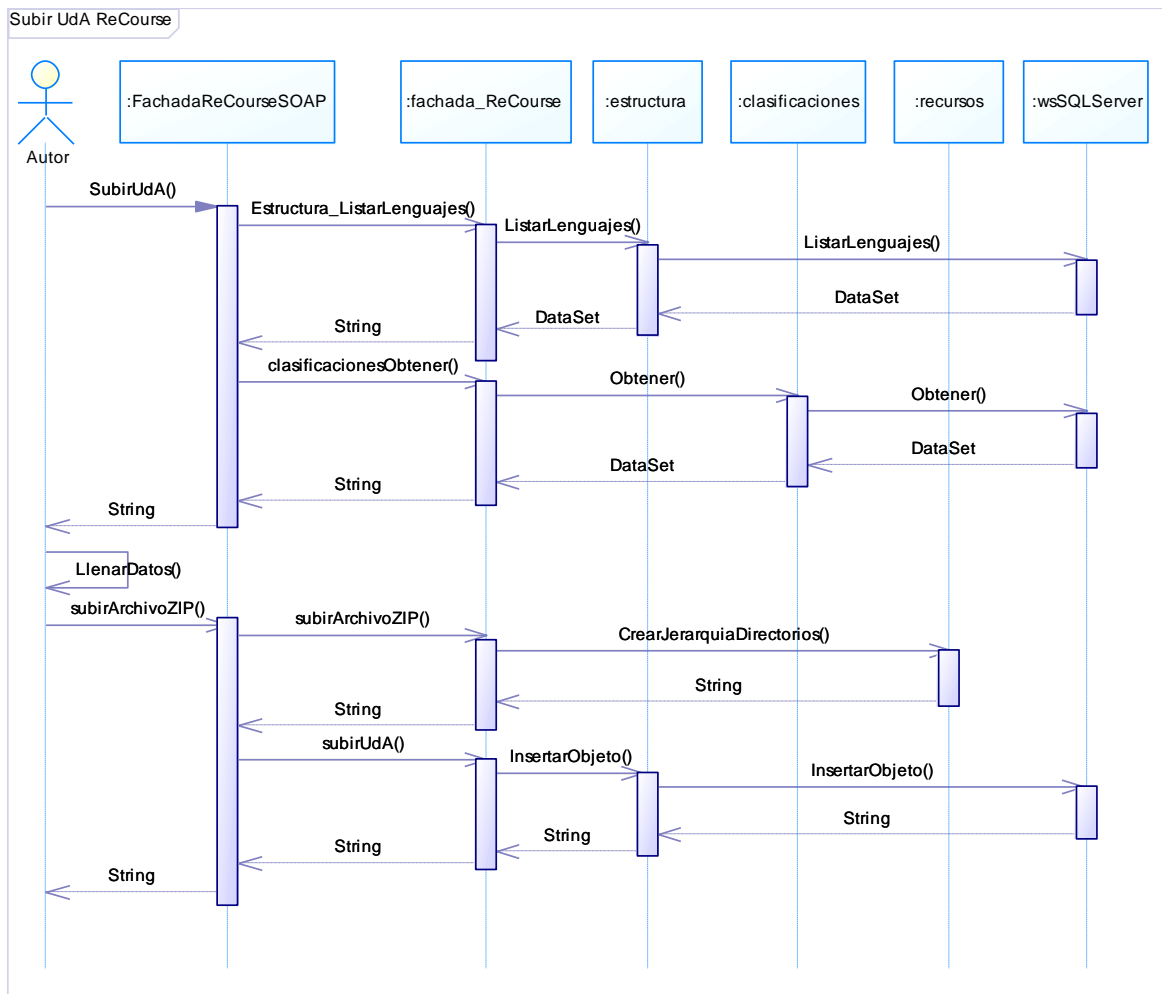 Subir UdA ReCourse
Autor
:FachadaReCourseSOAP
:fachada_ReCourse
:estructura
:clasificaciones
:recursos
:wsSQLServer
SubirUdA()
Estructura_ListarLenguajes()
ListarLenguajes()
ListarLenguajes()
DataSet
DataSet
String
clasificacionesObtener()
Obtener()
Obtener()
DataSet
DataSet
String
String
LlenarDatos()
subirArchivoZIP()
subirArchivoZIP()
CrearJerarquiaDirectorios()
String
String
subirUdA()
InsertarObjeto()
InsertarObjeto()
String
String
String
String